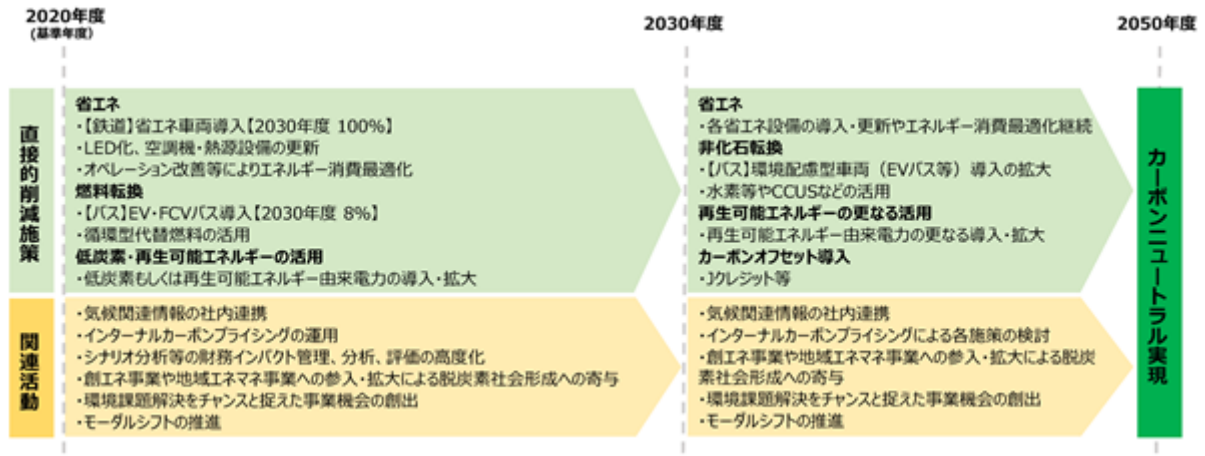 2020年度
(基準年度)
2030年度
2050年度
直接的削減施策
省エネ
・【鉄道】省エネ車両導入【2030年度 100%】
・LED化、空調機・熱源設備の更新
・オペレーション改善等によりエネルギー消費最適化
燃料転換
・【バス】EV・FCVバス導入【2030年度 8%】
・循環型代替燃料の活用
低炭素・再生可能エネルギーの活用
・低炭素もしくは再生可能エネルギー由来電力の導入・拡大
省エネ
・各省エネ設備の導入・更新やエネルギー消費最適化継続
非化石転換
・【バス】環境配慮型車両（EVバス等）導入の拡大
・水素等やCCUSなどの活用
再生可能エネルギーの更なる活用
・再生可能エネルギー由来電力の更なる導入・拡大
カーボンオフセット導入
・Jクレジット等
関連活動
・気候関連情報の社内連携
・インターナルカーボンプライシングの運用
・シナリオ分析等の財務インパクト管理、分析、評価の高度化
・創エネ事業や地域エネマネ事業への参入・拡大による脱炭素社会形成への寄与
・環境課題解決をチャンスと捉えた事業機会の創出
・モーダルシフトの推進
・気候関連情報の社内連携
・インターナルカーボンプライシングによる各施策の検討
・創エネ事業や地域エネマネ事業への参入・拡大による脱炭
素社会形成への寄与
・環境課題解決をチャンスと捉えた事業機会の創出
・モーダルシフトの推進
カーボンニュートラル実現